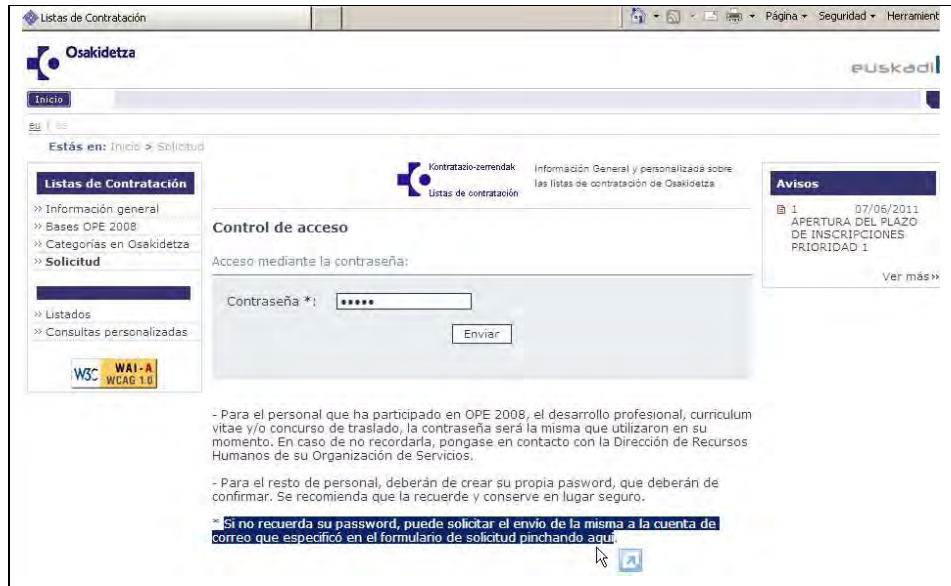 Listas de Contratación
Página
Seguridad
Herrament
Osakidetza
euskadi
Inicio
eu | es
Estás en: Inicio > Solicitud
Listas de Contratación
» Información general
» Bases OPE 2008
» Categorías en Osakidetza
» Solicitud
» Listados
» Consultas personalizadas
W3C WAI-A
WCAG 1.0
Kontratazio-zerrendak
Listas de contratación
Información General y personalizada sobre
las listas de contratación de Osakidetza
Control de acceso
Acceso mediante la contraseña:
Contraseña *: •••••
Enviar
- Para el personal que ha participado en OPE 2008, el desarrollo profesional, curriculum
vitae y/o concurso de traslado, la contraseña será la misma que utilizaron en su
momento. En caso de no recordarla, pongase en contacto con la Dirección de Recursos
Humanos de su Organización de Servicios.
- Para el resto de personal, deberán de crear su propia pasword, que deberán de
confirmar. Se recomienda que la recuerde y conserve en lugar seguro.
* Si no recuerda su password, puede solicitar el envío de la misma a la cuenta de
correo que especificó en el formulario de solicitud pinchando aquí.
Avisos
1 07/06/2011
APERTURA DEL PLAZO
DE INSCRIPCIONES
PRIORIDAD 1
Ver más »